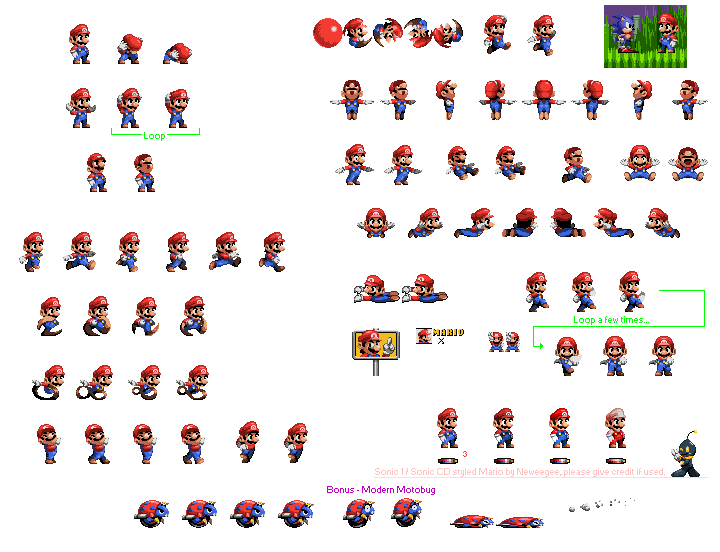 Loop
Loop a few times...
MARIO
X
3
Sonic 1 / Sonic CD styled Mario by Neweegee, please give credit if used.
Bonus - Modern Motobug